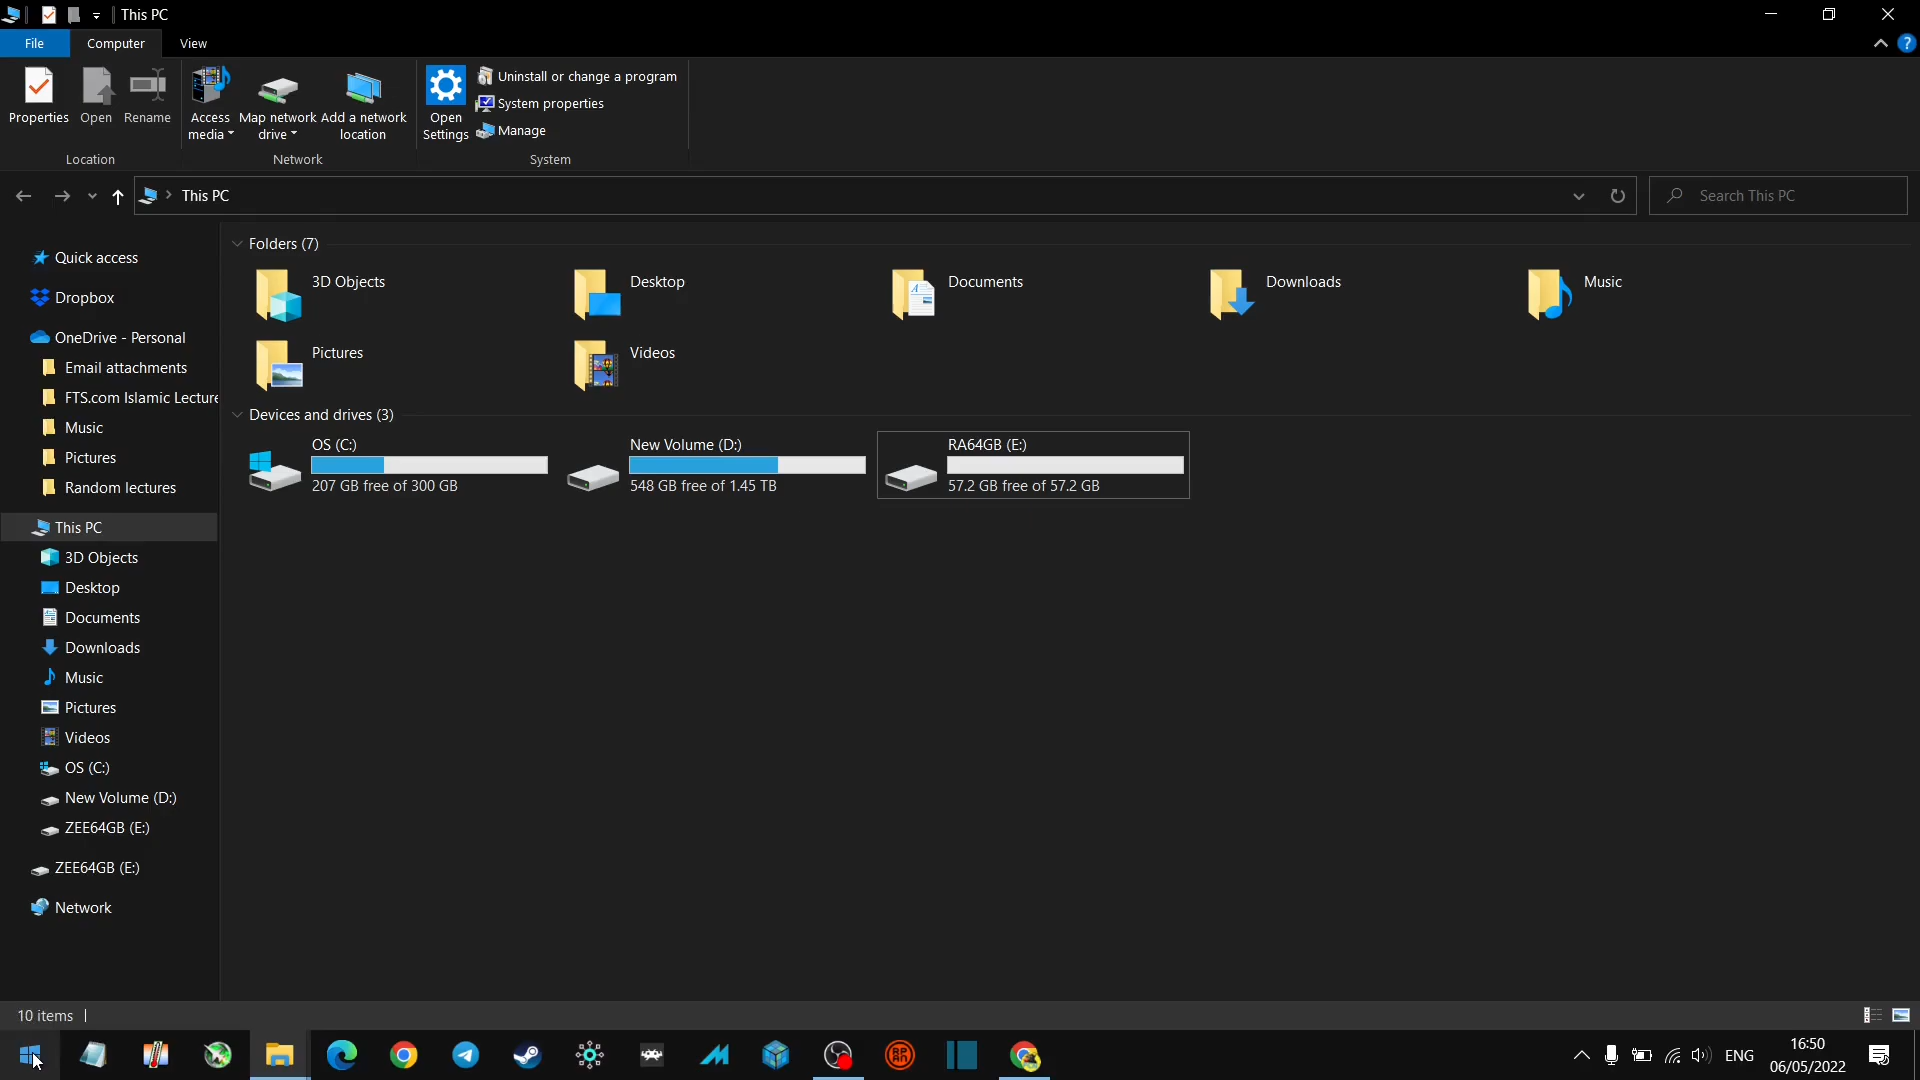 This PC
File
Computer
View
Properties
Open
Rename
Access media
Map network drive
Add a network location
Open Settings
Uninstall or change a program
System properties
Manage
Location
Network
System
This PC
Search This PC
Quick access
Dropbox
OneDrive - Personal
Email attachments
FTS.com Islamic Lecture
Music
Pictures
Random lectures
This PC
3D Objects
Desktop
Documents
Downloads
Music
Pictures
Videos
OS (C:)
New Volume (D:)
ZEE64GB (E:)
ZEE64GB (E:)
Network
Folders (7)
3D Objects
Desktop
Documents
Downloads
Music
Pictures
Videos
Devices and drives (3)
OS (C:)
207 GB free of 300 GB
New Volume (D:)
548 GB free of 1.45 TB
RA64GB (E:)
57.2 GB free of 57.2 GB
10 items
ENG
16:50
06/05/2022